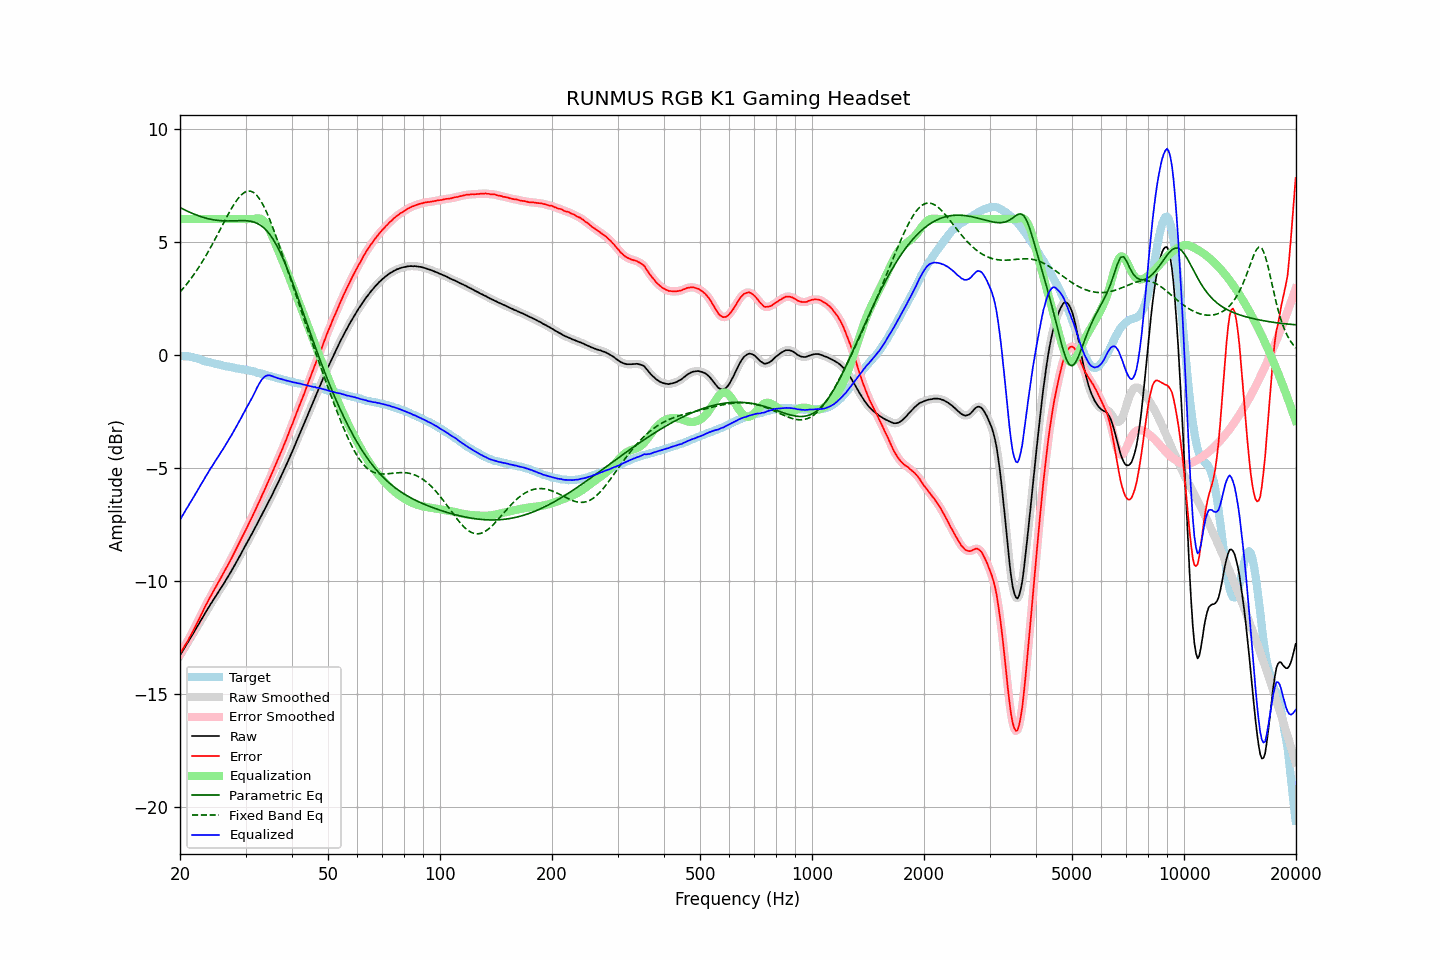 RUNMUS RGB K1 Gaming Headset
Amplitude (dBr)
10
5
0
−5
−10
−15
−20
Target
Raw Smoothed
Error Smoothed
Raw
Error
Equalization
Parametric Eq
Fixed Band Eq
Equalized
20 50 100 200 500 1000 2000 5000 10000 20000
Frequency (Hz)